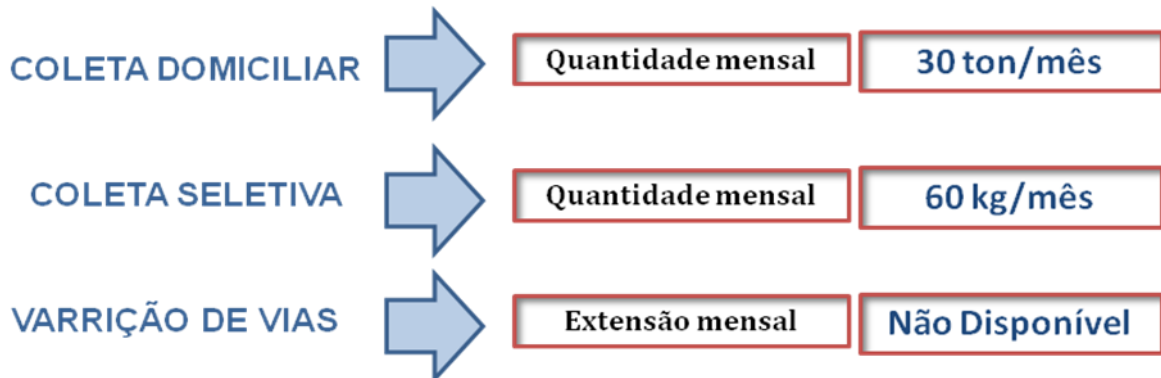 COLETA DOMICILIAR Quantidade mensal 30 ton/mês
COLETA SELETIVA Quantidade mensal 60 kg/mês
VARRIÇÃO DE VIAS Extensão mensal Não Disponível